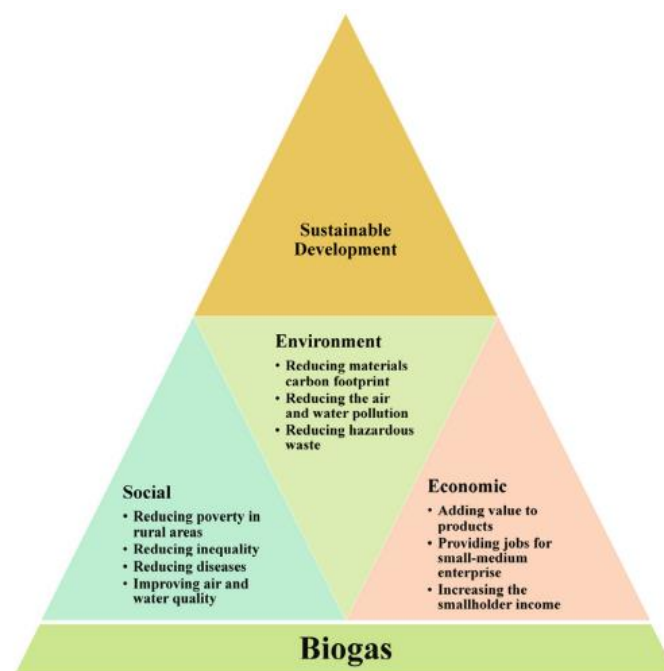 Sustainable
Development
Environment
• Reducing materials
carbon footprint
• Reducing the air
and water pollution
• Reducing hazardous
waste
Social
• Reducing poverty in
rural areas
• Reducing inequality
• Reducing diseases
• Improving air and
water quality
Economic
• Adding value to
products
• Providing jobs for
small-medium
enterprise
• Increasing the
smallholder income
Biogas